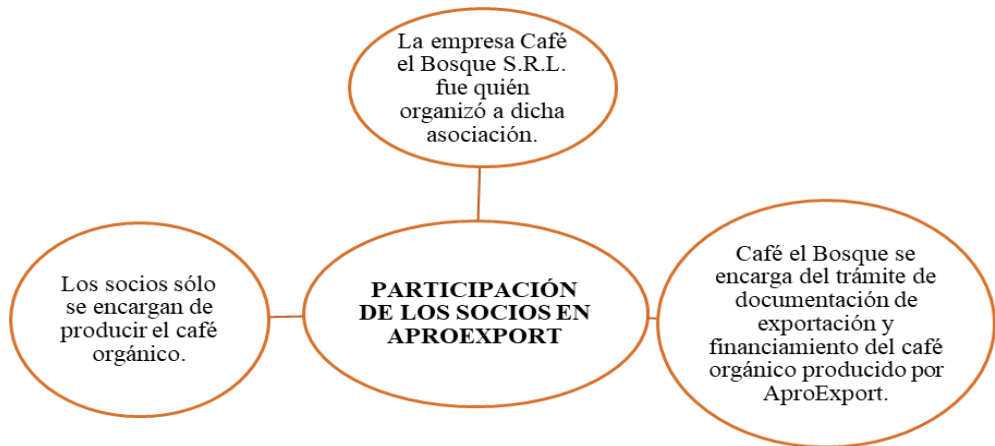 La empresa Café
el Bosque S.R.L.
fue quién
organizó a dicha
asociación.
Los socios sólo
se encargan de
producir el café
orgánico.
PARTICIPACIÓN
DE LOS SOCIOS EN
APROEXPORT
Café el Bosque se
encarga del trámite de
documentación de
exportación y
financiamiento del café
orgánico producido por
AproExport.